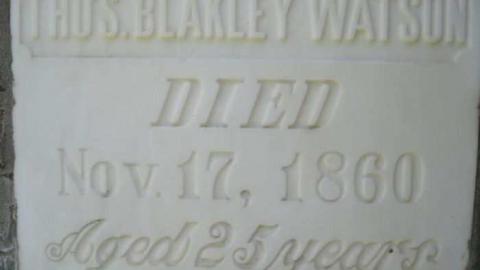 THOS. BLAKLEY WATSON
DIED
Nov. 17, 1860
Aged 25 years